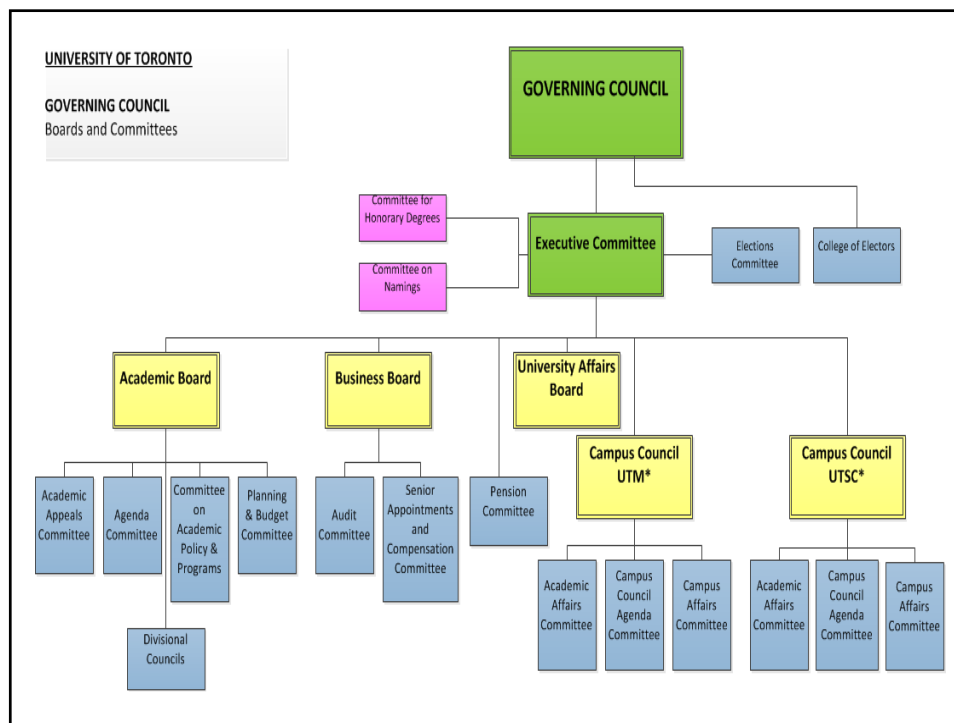 UNIVERSITY OF TORONTO
GOVERNING COUNCIL
Boards and Committees
GOVERNING COUNCIL
Committee for
Honorary Degrees
Executive Committee
Elections
Committee
College of Electors
Committee on
Namings
Academic Board
Business Board
University Affairs
Board
Campus Council
UTM*
Campus Council
UTSC*
Academic
Appeals
Committee
Agenda
Committee
Committee
on
Academic
Policy &
Programs
Planning
& Budget
Committee
Audit
Committee
Senior
Appointments
and
Compensation
Committee
Pension
Committee
Academic
Affairs
Committee
Campus
Council
Agenda
Committee
Campus
Affairs
Committee
Academic
Affairs
Committee
Campus
Council
Agenda
Committee
Campus
Affairs
Committee
Divisional
Councils